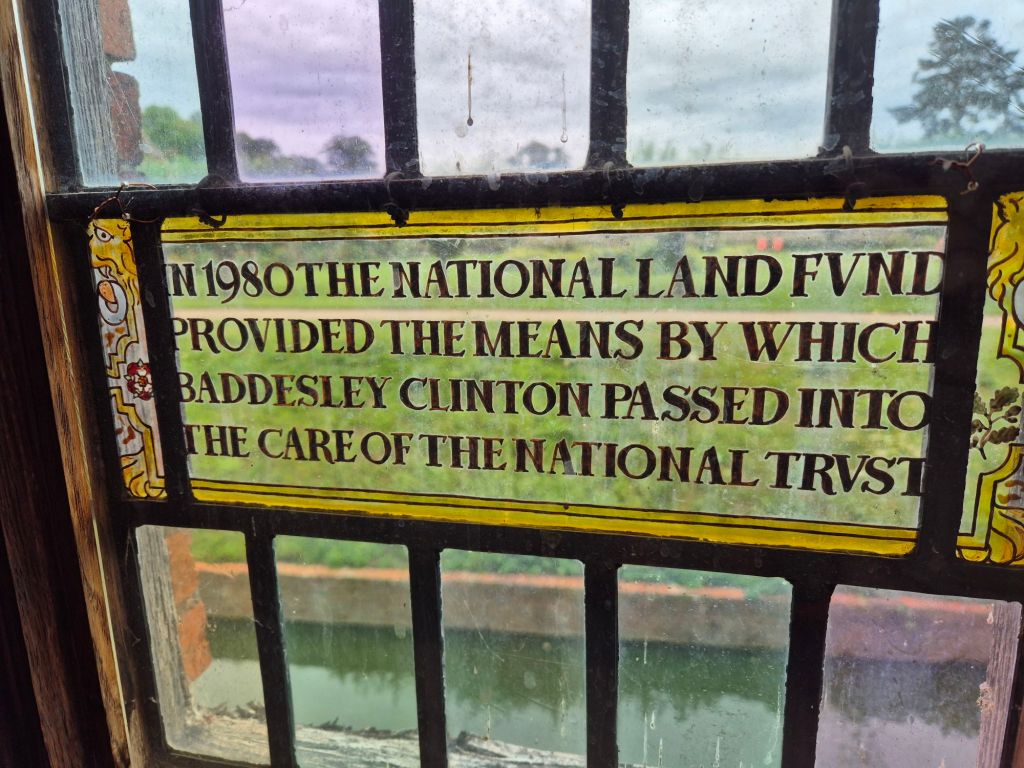 IN 1980 THE NATIONAL LAND FVND
PROVIDED THE MEANS BY WHICH
BADDESLEY CLINTON PASSED INTO
THE CARE OF THE NATIONAL TRVST